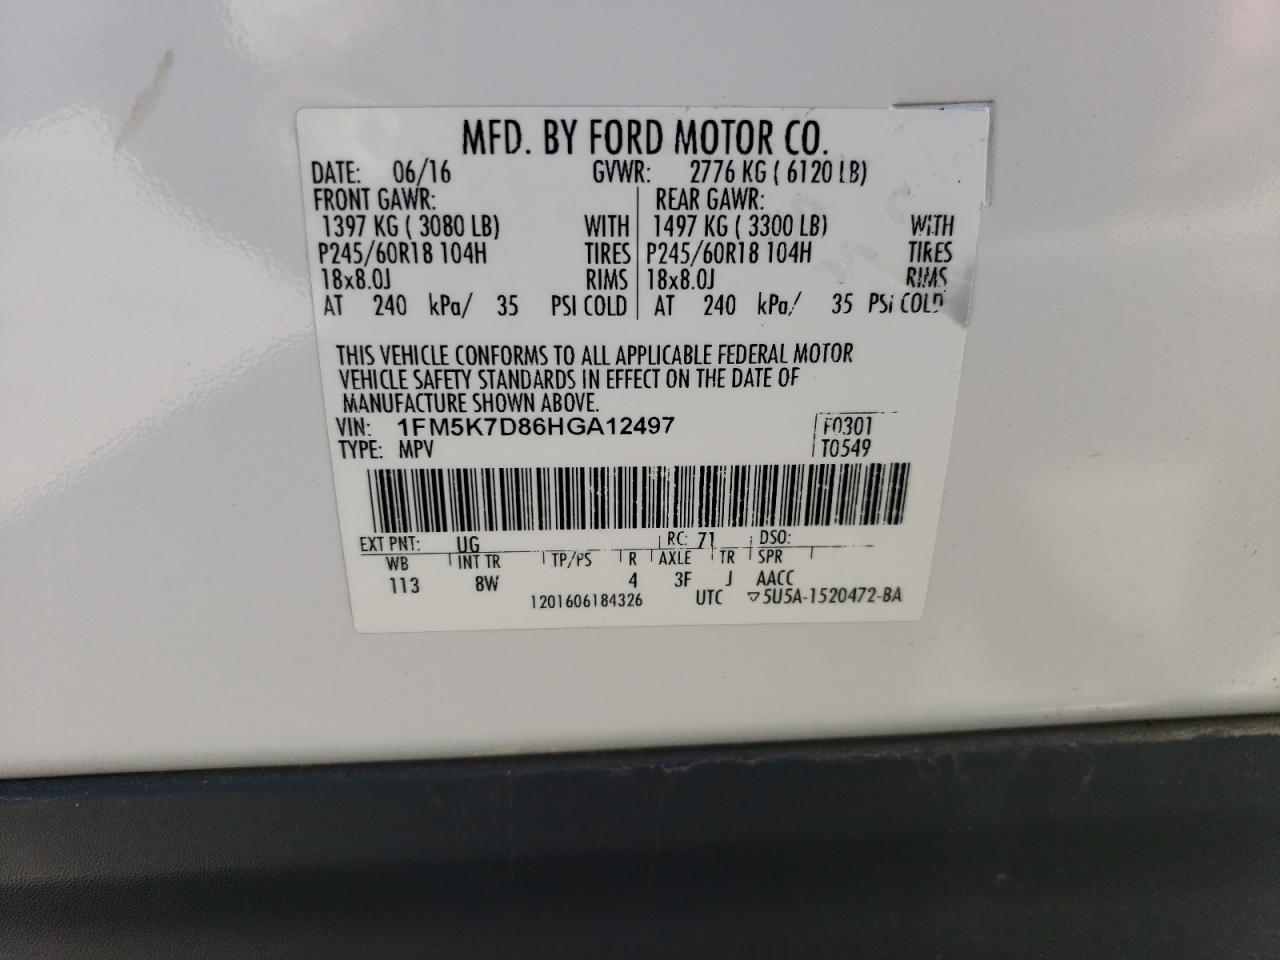 MFD. BY FORD MOTOR CO.
DATE: 06/16 GVWR: 2776 KG ( 6120 LB)
FRONT GAWR: REAR GAWR:
1397 KG ( 3080 LB) WITH 1497 KG ( 3300 LB) WITH
P245/60R18 104H TIRES P245/60R18 104H TIRES
18x8.0J RIMS 18x8.0J RIMS
AT 240 kPa/ 35 PSI COLD AT 240 kPa/ 35 PSI COLD
THIS VEHICLE CONFORMS TO ALL APPLICABLE FEDERAL MOTOR
VEHICLE SAFETY STANDARDS IN EFFECT ON THE DATE OF
MANUFACTURE SHOWN ABOVE.
VIN: 1FM5K7D86HGA12497 F0301
TYPE: MPV T0549
EXT PNT: UG RC: 71 DSO:
WB INT TR TP/PS R AXLE TR SPR
113 8W 4 3F J AACC
1201606184326 UTC ▽5U5A-1520472-BA